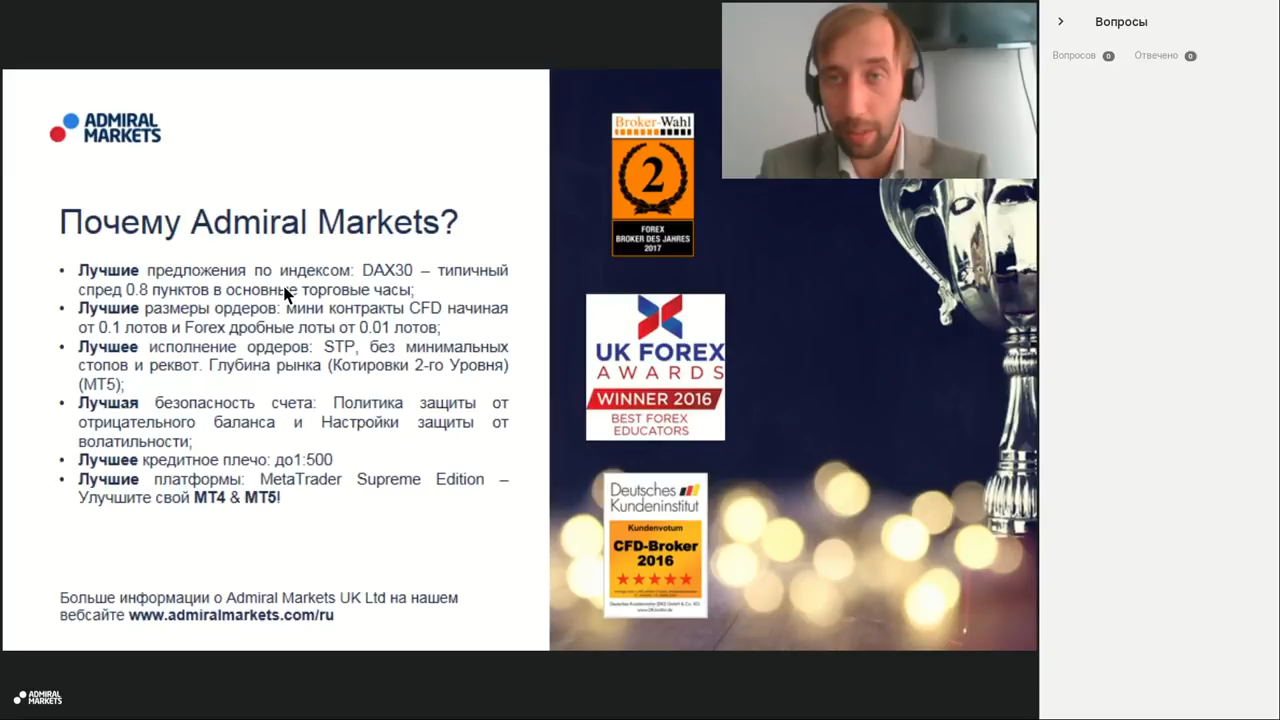 Вопросы
Вопросов 0 Отвечено 0
ADMIRAL
MARKETS
Почему Admiral Markets?
• Лучшие предложения по индексом: DAX30 – типичный
спред 0.8 пунктов в основные торговые часы;
• Лучшие размеры ордеров: мини контракты CFD начиная
от 0.1 лотов и Forex дробные лоты от 0.01 лотов;
• Лучшее исполнение ордеров: STP, без минимальных
стопов и реквот. Глубина рынка (Котировки 2-го Уровня)
(МТ5);
• Лучшая безопасность счета: Политика защиты от
отрицательного баланса и Настройки защиты от
волатильности;
• Лучшее кредитное плечо: до1:500
• Лучшие платформы: MetaTrader Supreme Edition –
Улучшите свой MT4 & MT5!
Больше информации о Admiral Markets UK Ltd на нашем
вебсайте www.admiralmarkets.com/ru
Broker-Wahl
2
FOREX
BROKER DES JAHRES
2017
UK FOREX
AWARDS
WINNER 2016
BEST FOREX
EDUCATORS
Deutsches
Kundeninstitut
Kundenvotum
CFD-Broker
2016
ADMIRAL
MARKETS